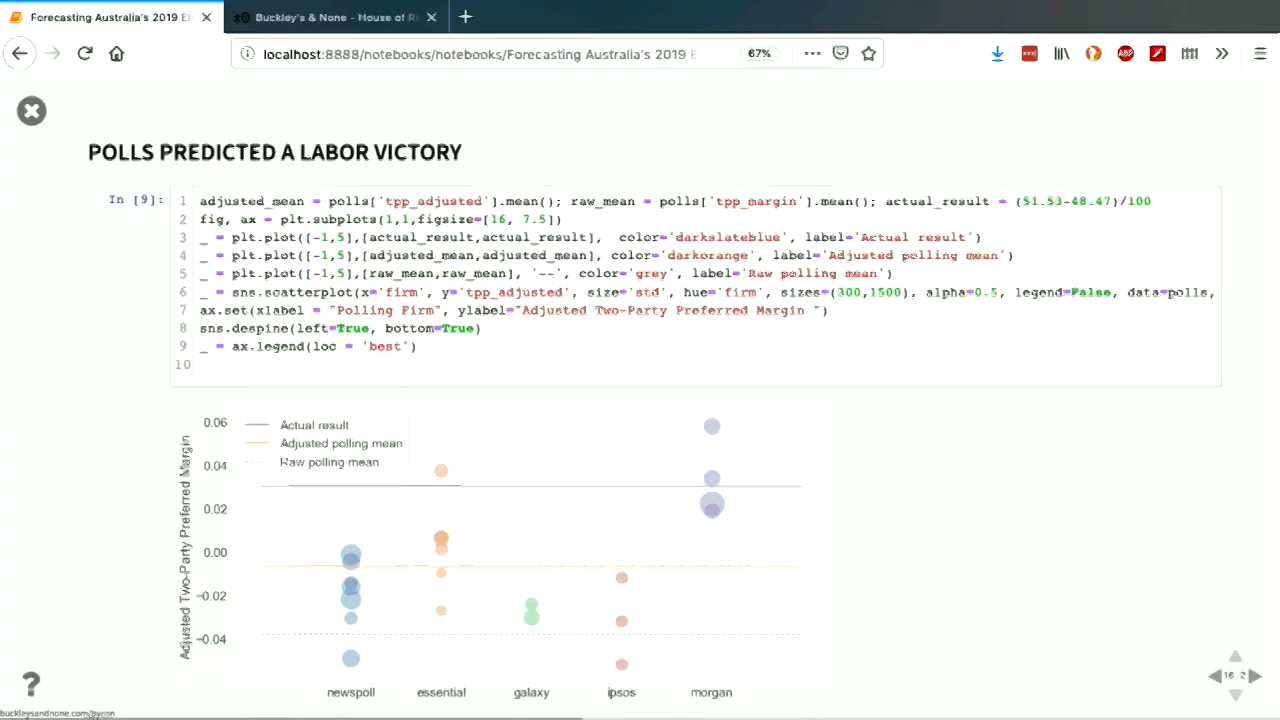 Forecasting Australia's 2019 El
Buckley's & None - House of R
localhost:8888/notebooks/notebooks/Forecasting Australia's 2019 E
67%
ABP
POLLS PREDICTED A LABOR VICTORY
In [9]:
1 adjusted_mean = polls['tpp_adjusted'].mean(); raw_mean = polls['tpp_margin'].mean(); actual_result = (51.53-48.47)/100
2 fig, ax = plt.subplots(1,1,figsize=[16, 7.5])
3 _ = plt.plot([-1,5],[actual_result,actual_result], color='darkslateblue', label='Actual result')
4 _ = plt.plot([-1,5],[adjusted_mean,adjusted_mean], color='darkorange', label='Adjusted polling mean')
5 _ = plt.plot([-1,5],[raw_mean,raw_mean], '--', color='grey', label='Raw polling mean')
6 _ = sns.scatterplot(x='firm', y='tpp_adjusted', size='std', hue='firm', sizes=(300,1500), alpha=0.5, legend=False, data=polls,
7 ax.set(xlabel = "Polling Firm", ylabel="Adjusted Two-Party Preferred Margin ")
8 sns.despine(left=True, bottom=True)
9 _ = ax.legend(loc = 'best')
10
Adjusted Two-Party Preferred Margin
0.06
0.04
0.02
0.00
−0.02
−0.04
Actual result
Adjusted polling mean
Raw polling mean
newspoll essential galaxy ipsos morgan
?
16.2
buckleysandnone.com/pycon